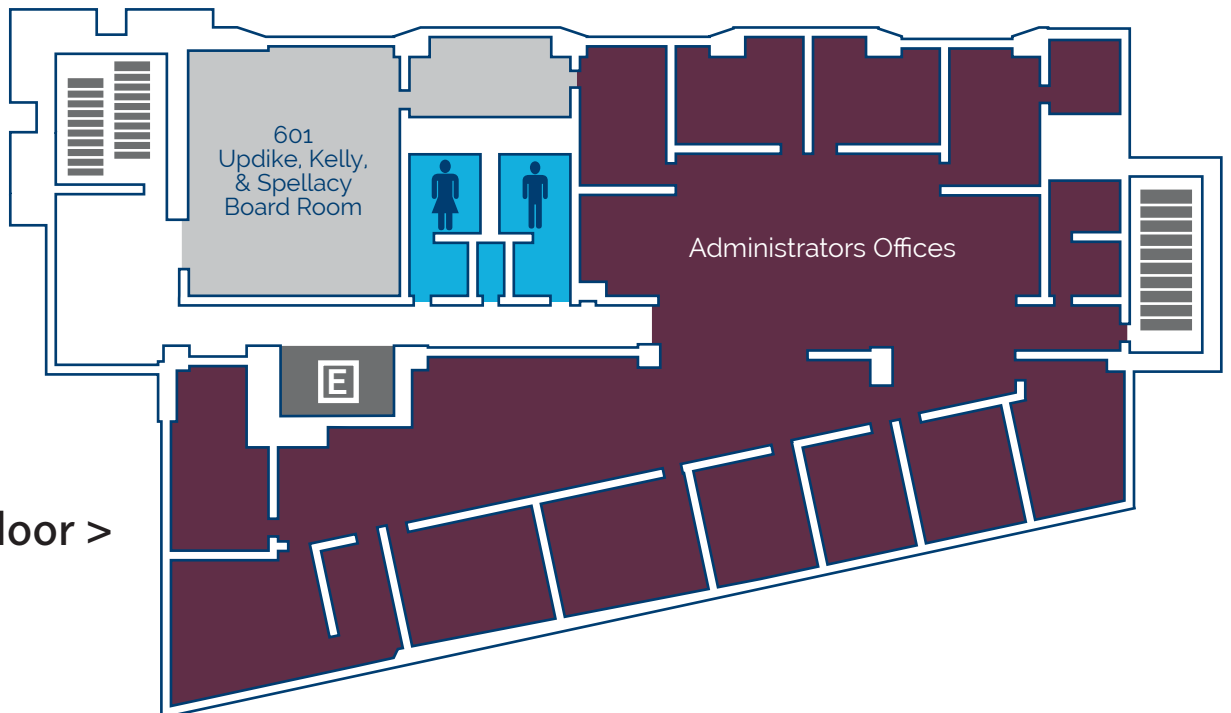 601
Updike, Kelly,
& Spellacy
Board Room
Administrators Offices
E
loor >